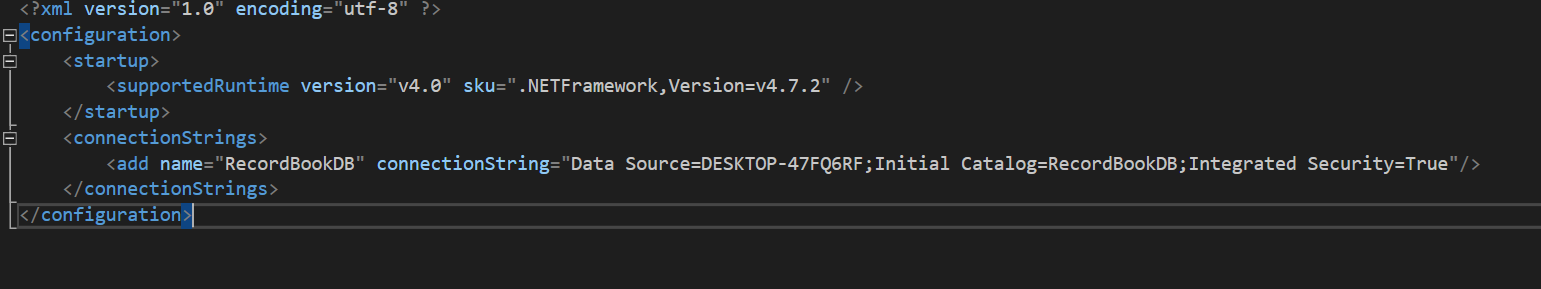 <?xml version="1.0" encoding="utf-8" ?>
<configuration>
<startup>
<supportedRuntime version="v4.0" sku=".NETFramework,Version=v4.7.2" />
</startup>
<connectionStrings>
<add name="RecordBookDB" connectionString="Data Source=DESKTOP-47FQ6RF;Initial Catalog=RecordBookDB;Integrated Security=True"/>
</connectionStrings>
</configuration>